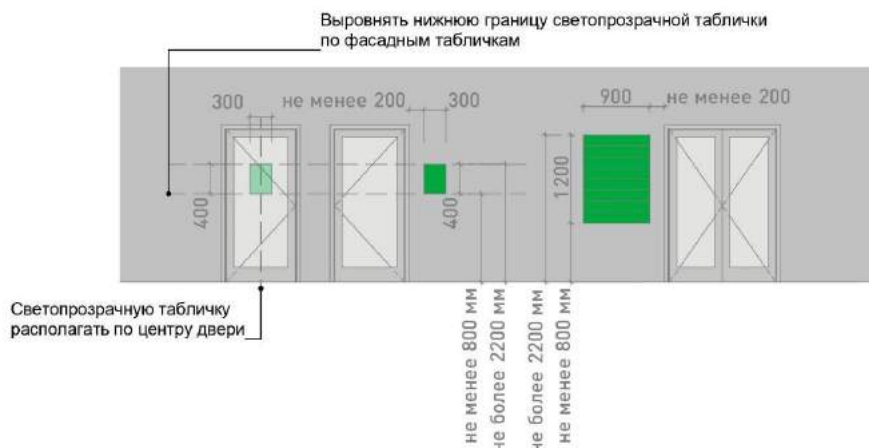 Выровнять нижнюю границу светопрозрачной таблички
по фасадным табличкам
300
не менее 200
300
900
не менее 200
400
400
1200
Светопрозрачную табличку
располагать по центру двери
не менее 800 мм
не более 2200 мм
не более 2200 мм
не менее 800 мм